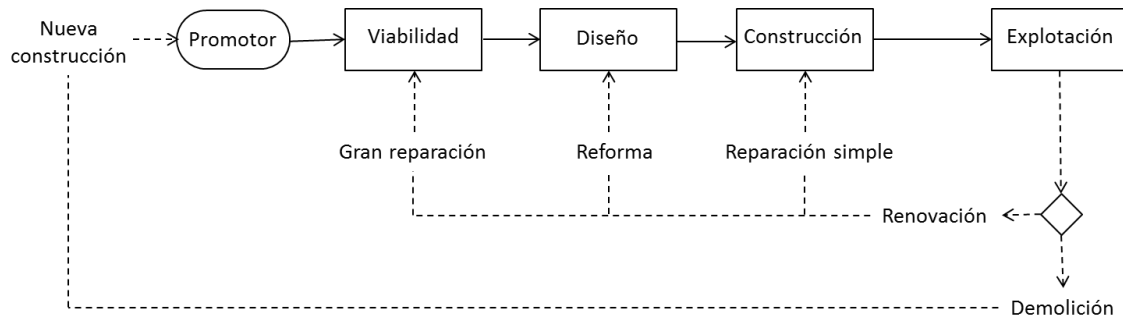 Nueva
construcción
Promotor
Viabilidad
Diseño
Construcción
Explotación
Gran reparación
Reforma
Reparación simple
Renovación
Demolición